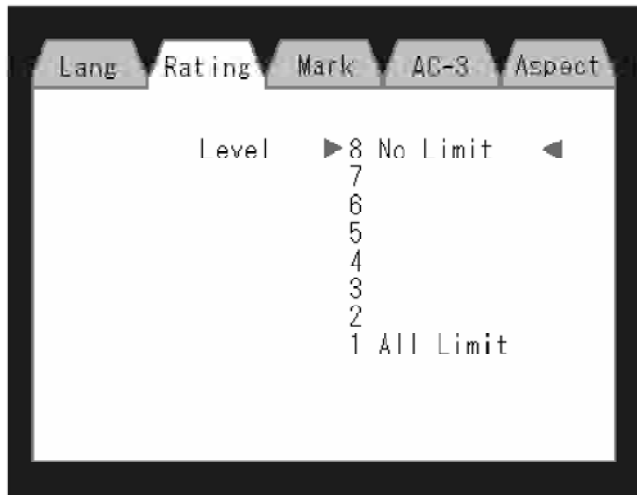 Lang Rating Mark AC-3 Aspect
Level ▶8 No Limit ◀
7
6
5
4
3
2
1 All Limit